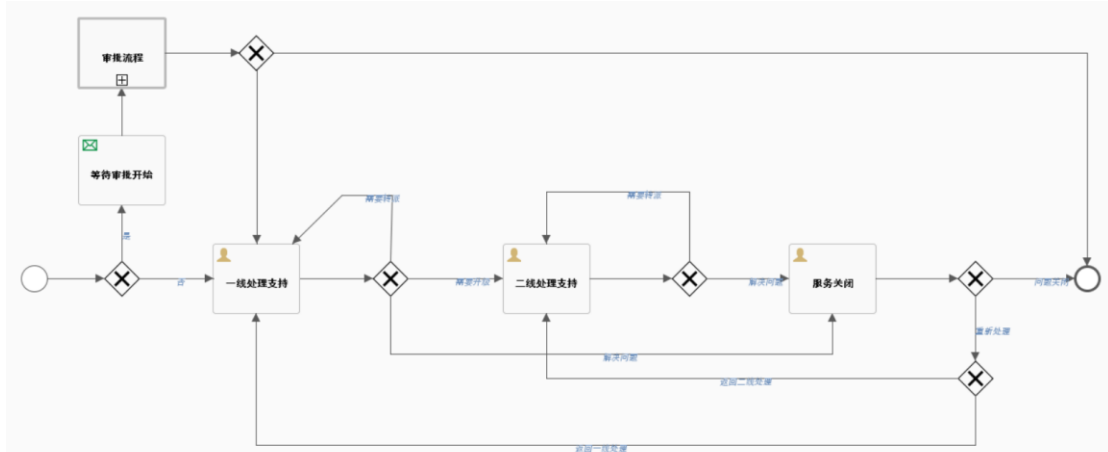 审批流程
等待审批开始
是
否
需要转派
需要转派
一线处理支持
需要升级
二线处理支持
解决问题
服务关闭
问题关闭
重新处理
解决问题
返回二线处理
返回一线处理